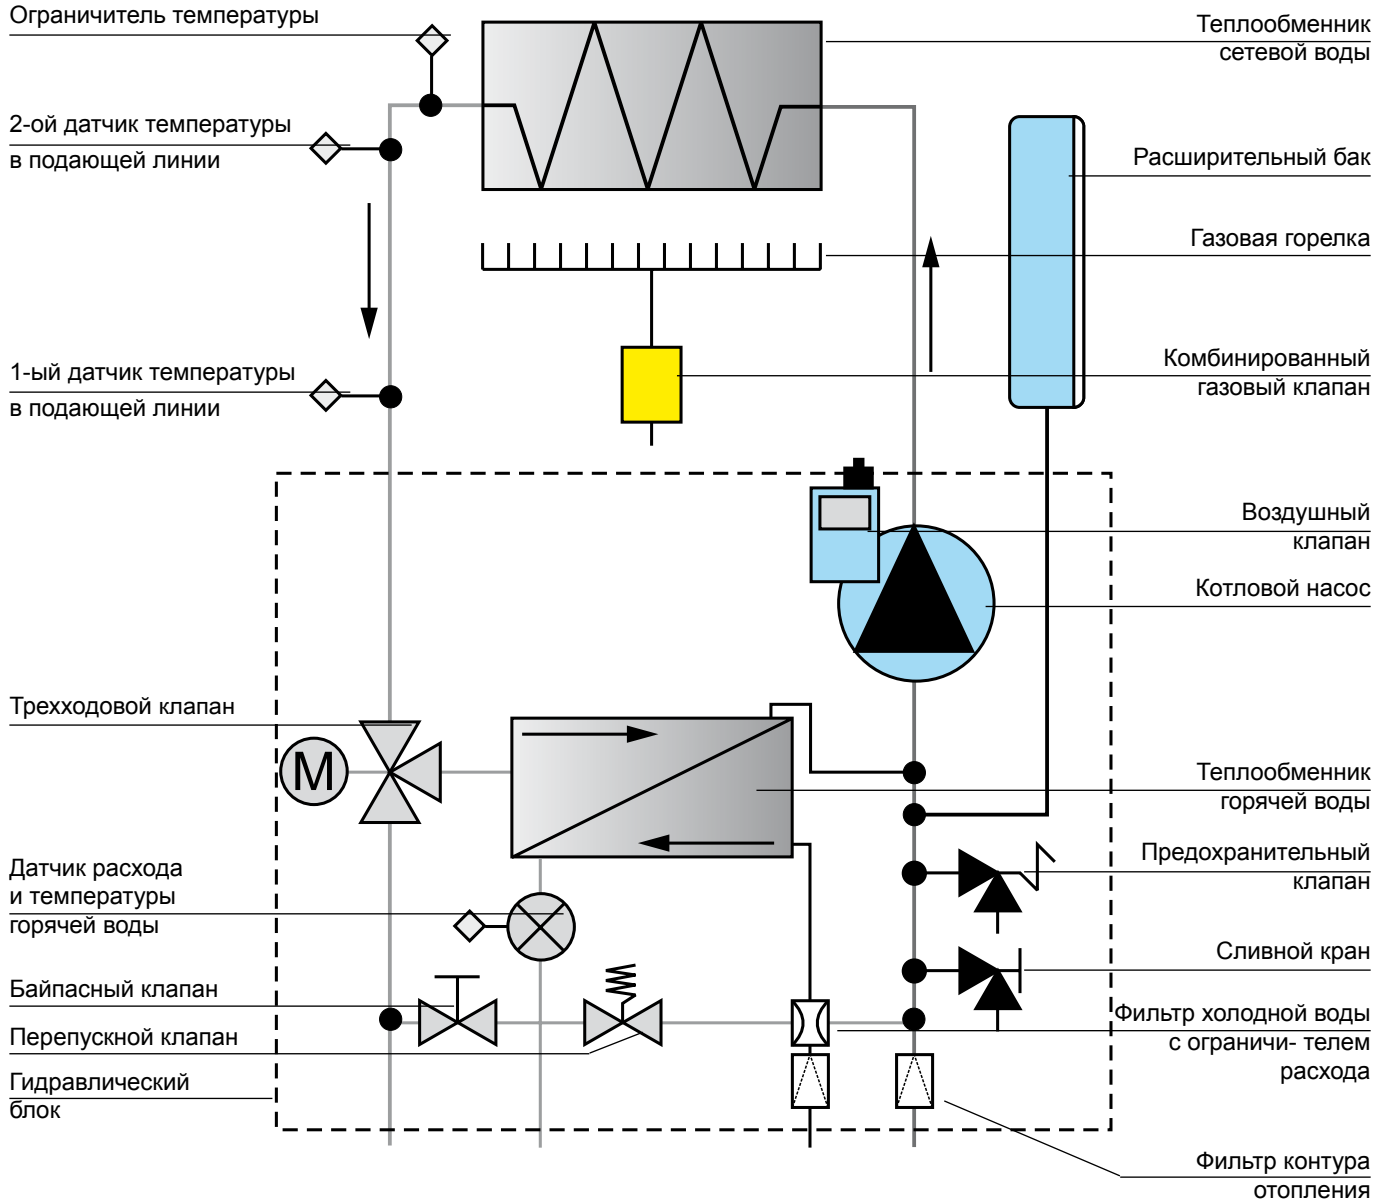 Ограничитель температуры
2-ой датчик температуры
в подающей линии
1-ый датчик температуры
в подающей линии
Трехходовой клапан
M
Датчик расхода
и температуры
горячей воды
Байпасный клапан
Перепускной клапан
Гидравлический
блок
Теплообменник
сетевой воды
Расширительный бак
Газовая горелка
Комбинированный
газовый клапан
Воздушный
клапан
Котловой насос
Теплообменник
горячей воды
Предохранительный
клапан
Сливной кран
Фильтр холодной воды
с ограничи- телем
расхода
Фильтр контура
отопления